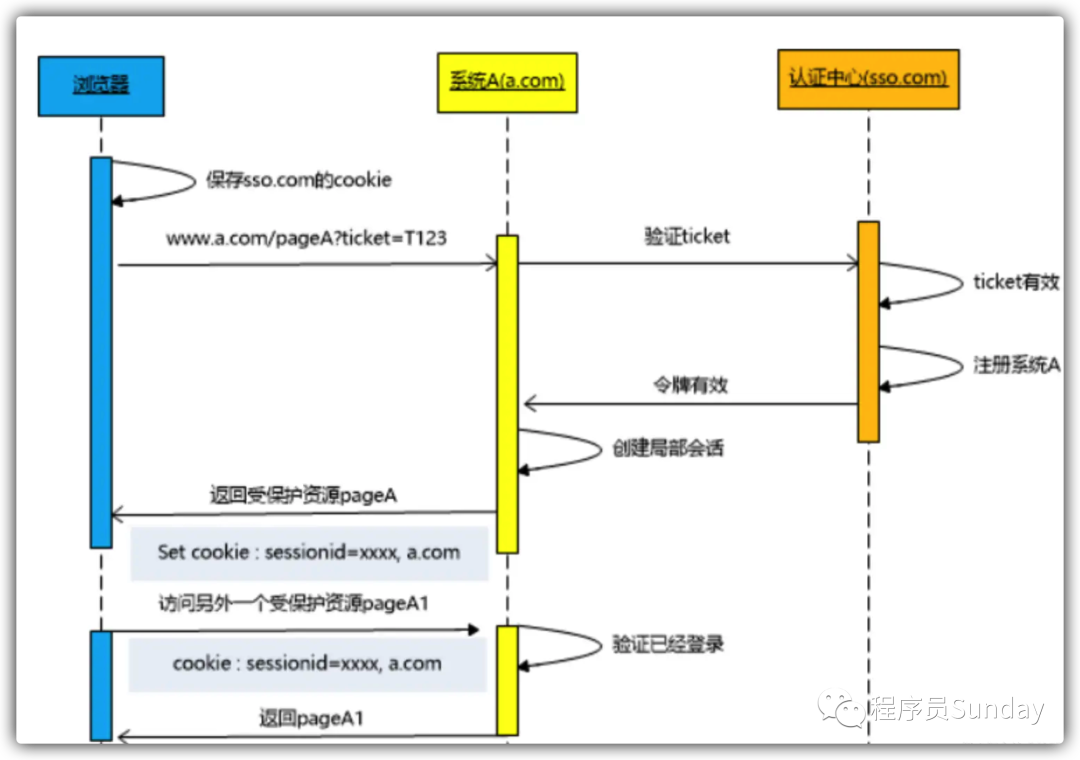 浏览器
系统A(a.com)
认证中心(sso.com)
保存sso.com的cookie
www.a.com/pageA?ticket=T123
验证ticket
ticket有效
注册系统A
令牌有效
创建局部会话
返回受保护资源pageA
Set cookie : sessionid=xxxx, a.com
访问另外一个受保护资源pageA1
验证已经登录
cookie : sessionid=xxxx, a.com
返回pageA1
程序员Sunday